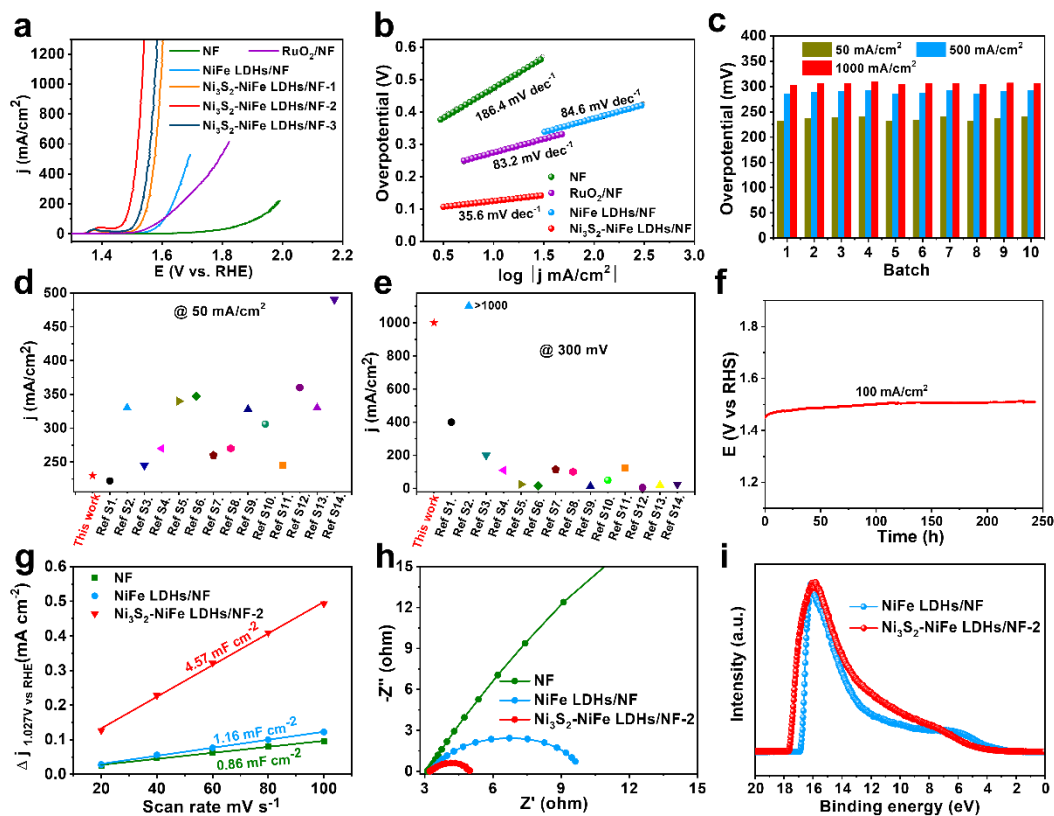 a
NF
RuO₂/NF
NiFe LDHs/NF
Ni₃S₂-NiFe LDHs/NF-1
Ni₃S₂-NiFe LDHs/NF-2
Ni₃S₂-NiFe LDHs/NF-3
j (mA/cm²)
1200
1000
800
600
400
200
0
1.4 1.6 1.8 2.0 2.2
E (V vs. RHE)
b
Overpotential (V)
0.6
0.4
0.2
0.0
186.4 mV dec⁻¹
84.6 mV dec⁻¹
83.2 mV dec⁻¹
35.6 mV dec⁻¹
NF
RuO₂/NF
NiFe LDHs/NF
Ni₃S₂-NiFe LDHs/NF
0.0 0.5 1.0 1.5 2.0 2.5 3.0
log |j mA/cm²|
c
50 mA/cm²
500 mA/cm²
1000 mA/cm²
Overpotential (mV)
400
350
300
250
200
150
100
50
0
1 2 3 4 5 6 7 8 9 10
Batch
d
@ 50 mA/cm²
j (mA/cm²)
500
450
400
350
300
250
This work
Ref S1.
Ref S2.
Ref S3.
Ref S4.
Ref S5.
Ref S6.
Ref S7.
Ref S8.
Ref S9.
Ref S10.
Ref S11.
Ref S12.
Ref S13.
Ref S14.
e
>1000
@ 300 mV
j (mA/cm²)
1000
800
600
400
200
0
This work
Ref S1.
Ref S2.
Ref S3.
Ref S4.
Ref S5.
Ref S6.
Ref S7.
Ref S8.
Ref S9.
Ref S10.
Ref S11.
Ref S12.
Ref S13.
Ref S14.
f
100 mA/cm²
E (V vs RHS)
1.8
1.6
1.4
1.2
0 50 100 150 200 250
Time (h)
g
NF
NiFe LDHs/NF
Ni₃S₂-NiFe LDHs/NF-2
Δ j 1.027V vs RHE(mA cm⁻²)
0.6
0.5
0.4
0.3
0.2
0.1
0.0
4.57 mF cm⁻²
1.16 mF cm⁻²
0.86 mF cm⁻²
20 40 60 80 100
Scan rate mV s⁻¹
h
-Z'' (ohm)
15
12
9
6
3
0
NF
NiFe LDHs/NF
Ni₃S₂-NiFe LDHs/NF-2
3 6 9 12 15
Z' (ohm)
i
NiFe LDHs/NF
Ni₃S₂-NiFe LDHs/NF-2
Intensity (a.u.)
20 18 16 14 12 10 8 6 4 2 0
Binding energy (eV)